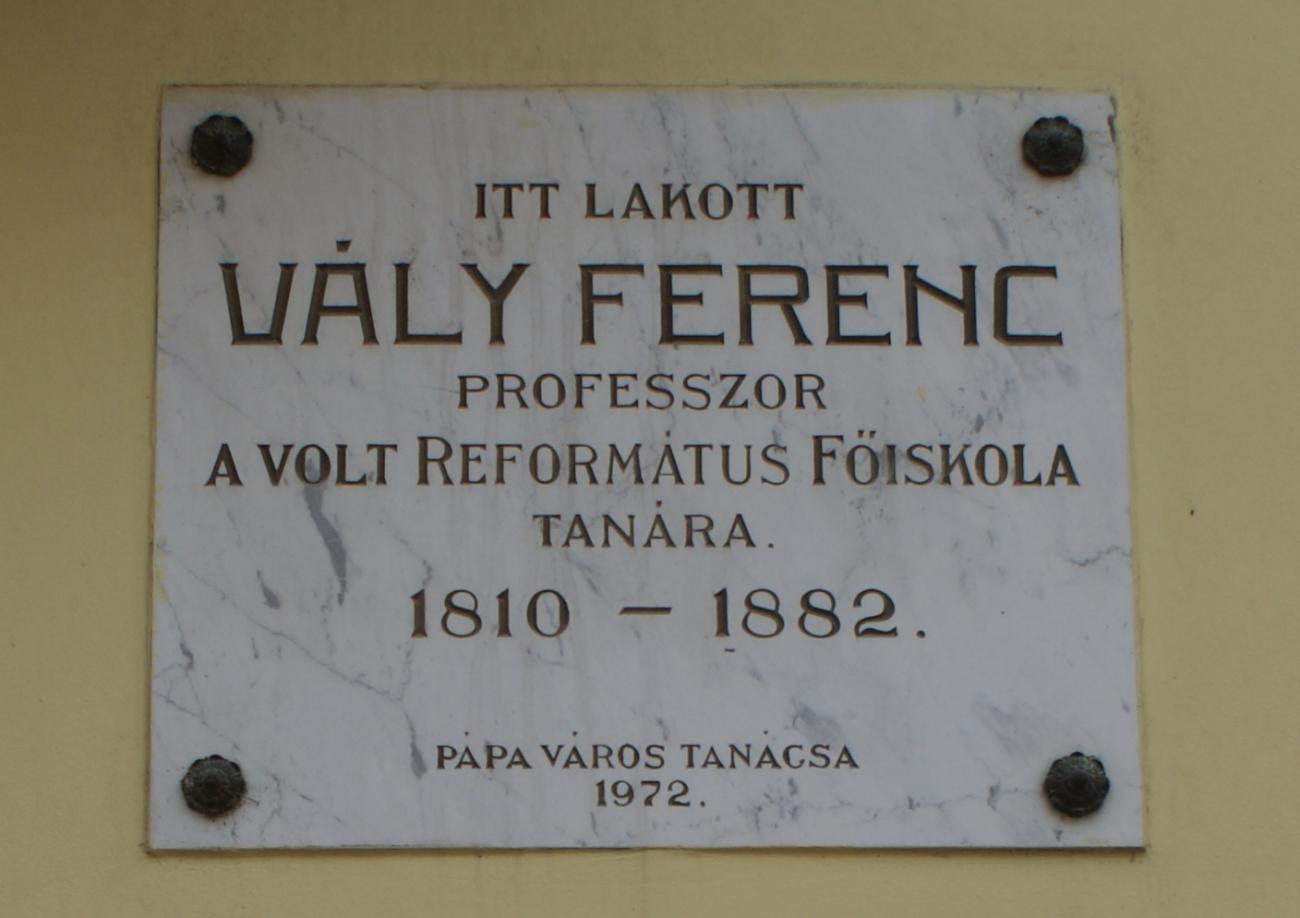 ITT LAKOTT
VÁLY FERENC
PROFESSZOR
A VOLT REFORMÁTUS FŐISKOLA
TANÁRA.
1810 – 1882.
PÁPA VÁROS TANÁCSA
1972.